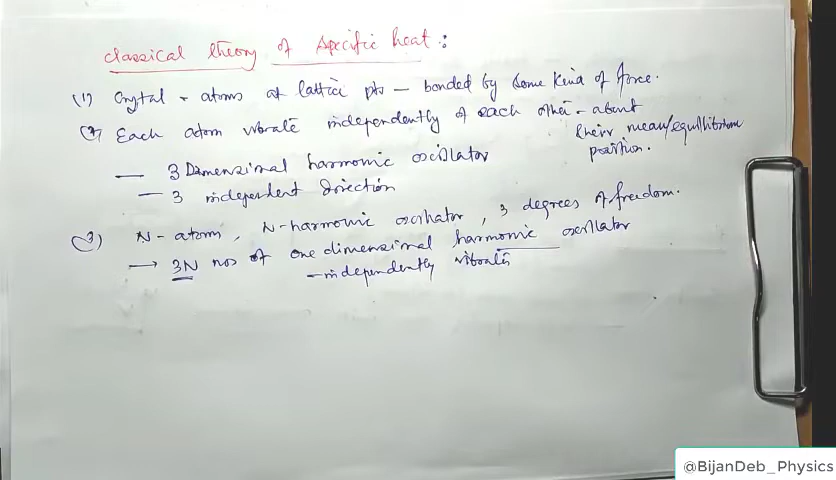 classical theory of specific heat :
(1) Crystal - atoms at lattice pts - bonded by some kind of force.
(2) Each atom vibrate independently of each other - about their mean/equilibrium position.
— 3 Dimensional harmonic oscillator
— 3 independent direction
(3) N-atoms, N-harmonic oscillator, 3 degrees of freedom.
→ 3N nos of one dimensional harmonic oscillator
- independently vibrate
@BijanDeb_Physics